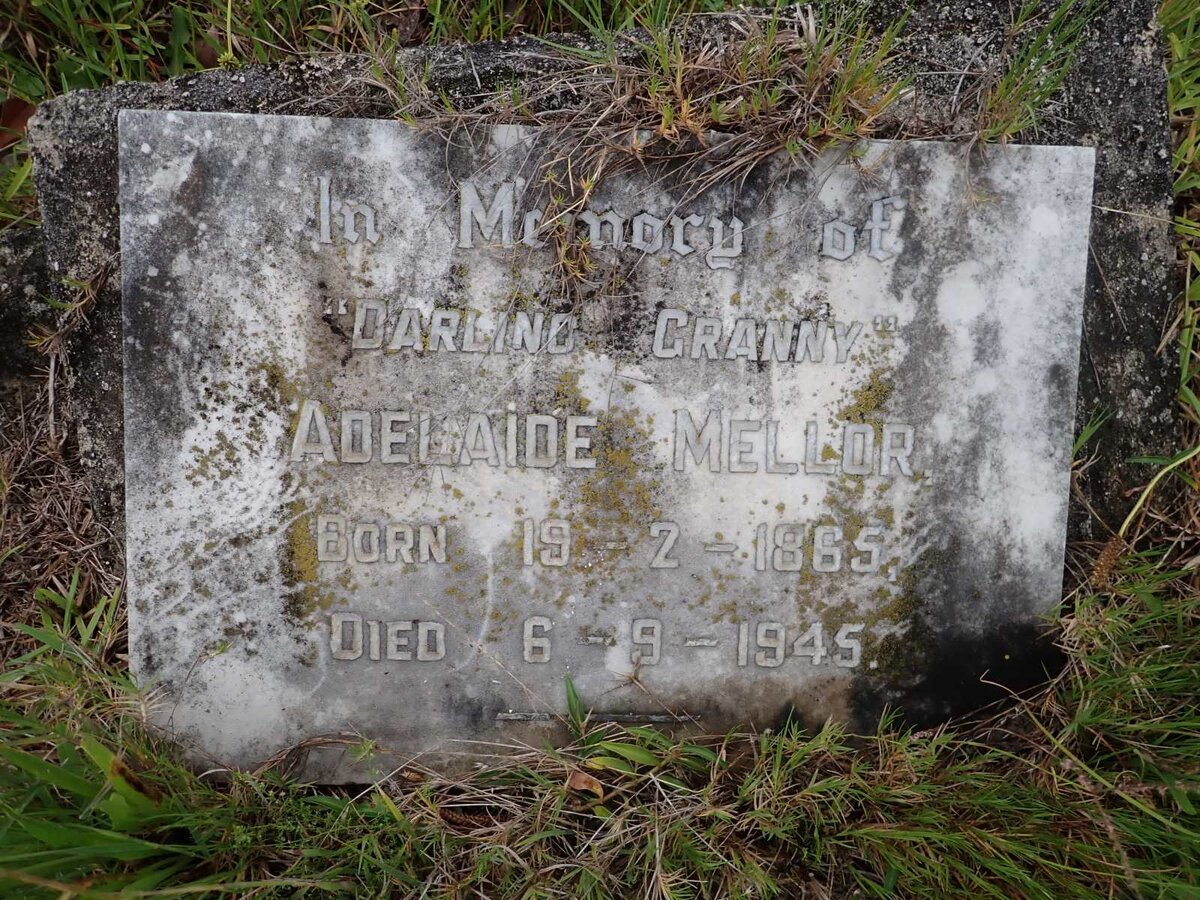 In Memory of
"DARLING GRANNY"
ADELAIDE MELLOR
BORN 19-2-1865,
DIED 6-9-1945